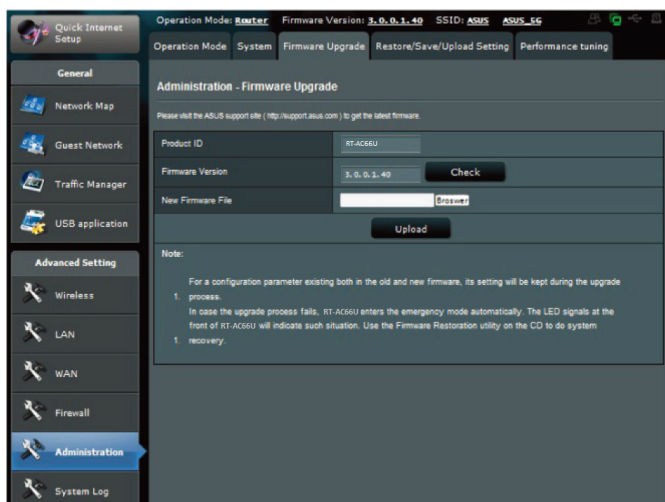 Quick Internet
Setup
Operation Mode: Router Firmware Version: 3.0.0.1.40 SSID: ASUS ASUS_5G
Operation Mode System Firmware Upgrade Restore/Save/Upload Setting Performance tuning
General
Network Map
Guest Network
Traffic Manager
USB application
Advanced Setting
Wireless
LAN
WAN
Firewall
Administration
System Log
Administration - Firmware Upgrade
Please visit the ASUS support site ( http://support.asus.com ) to get the latest firmware.
Product ID RT-AC66U
Firmware Version 3.0.0.1.40 Check
New Firmware File Broswer
Upload
Note:
For a configuration parameter existing both in the old and new firmware, its setting will be kept during the upgrade
1. process.
In case the upgrade process fails, RT-AC66U enters the emergency mode automatically. The LED signals at the
front of RT-AC66U will indicate such situation. Use the Firmware Restoration utility on the CD to do system
1. recovery.